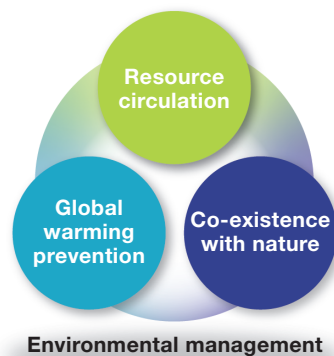 Resource
circulation
Global
warming
prevention
Co-existence
with nature
Environmental management